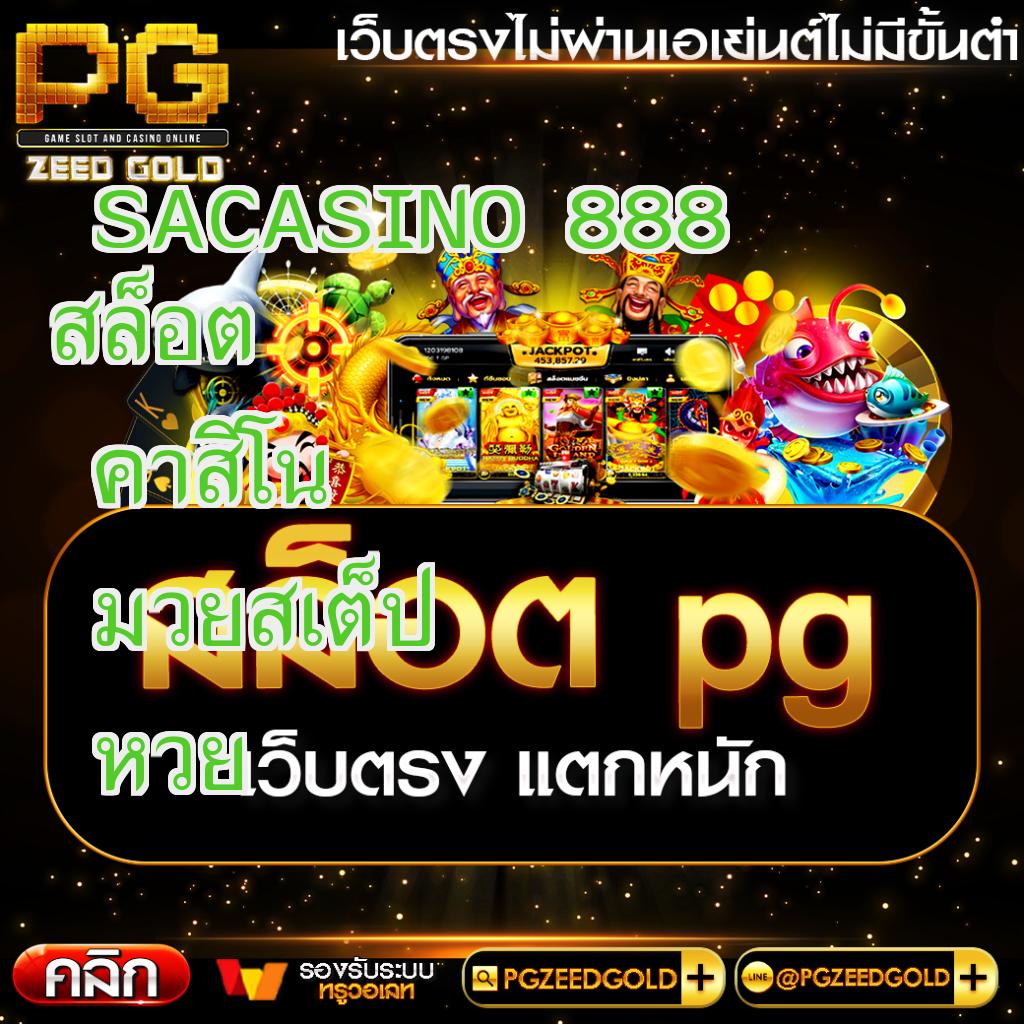 เว็บตรงไม่ผ่านเอเย่นต์ไม่มีขั้นต่ำ
PG
GAME SLOT AND CASINO ONLINE
ZEED GOLD
SACASINO 888
สล็อต
JACKPOT
453,857.29
คาสิโน
สล็อต pg
มวยสเต็ป
หวย
เว็บตรง แตกหนัก
คลิก
รองรับระบบ
ทรูวอเลท
PGZEEDGOLD
LINE @PGZEEDGOLD